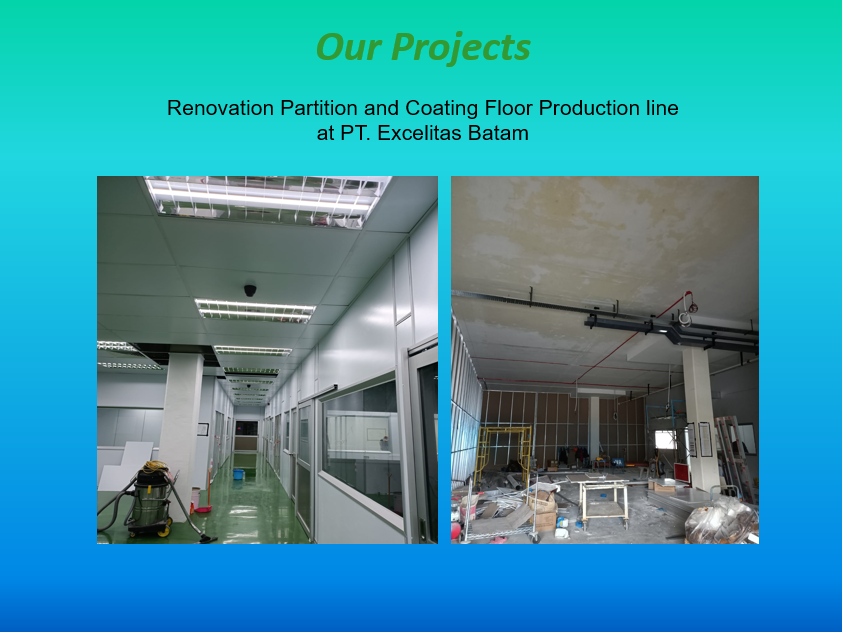 Our Projects
Renovation Partition and Coating Floor Production line
at PT. Excelitas Batam